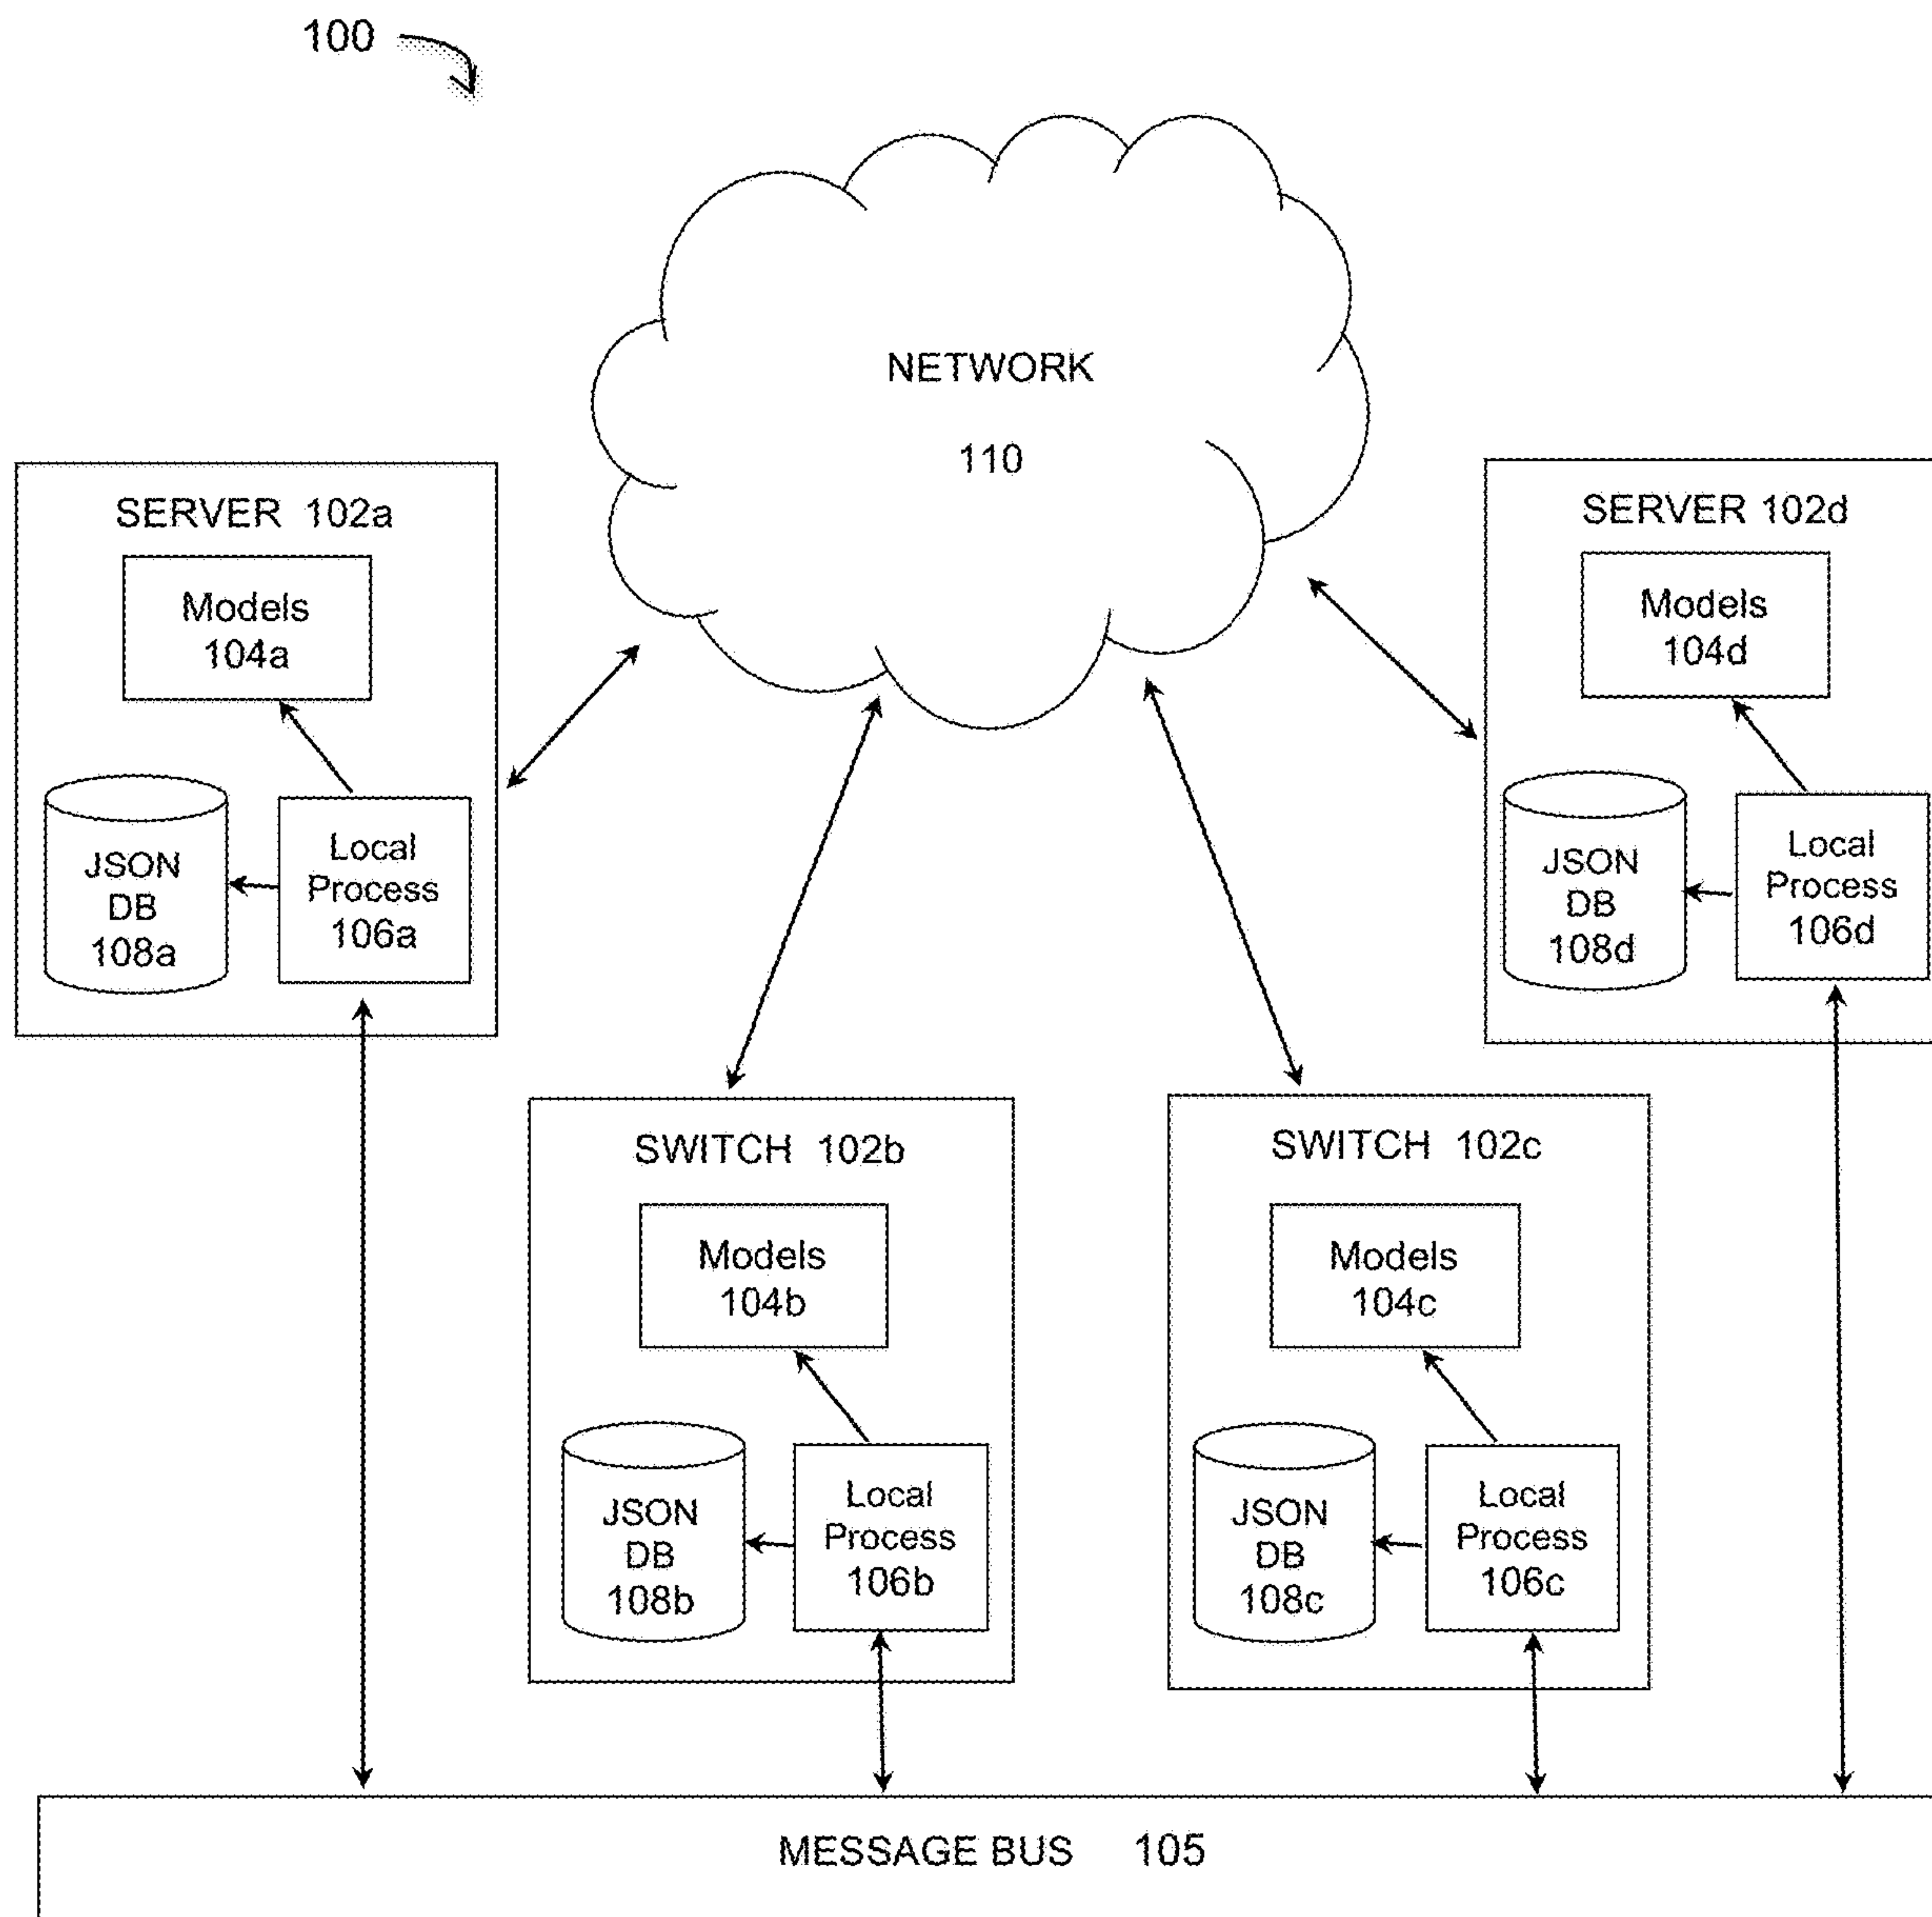 100
NETWORK
110
SERVER 102a
Models
104a
JSON
DB
108a
Local
Process
106a
SERVER 102d
Models
104d
JSON
DB
108d
Local
Process
106d
SWITCH 102b
Models
104b
JSON
DB
108b
Local
Process
106b
SWITCH 102c
Models
104c
JSON
DB
108c
Local
Process
106c
MESSAGE BUS 105